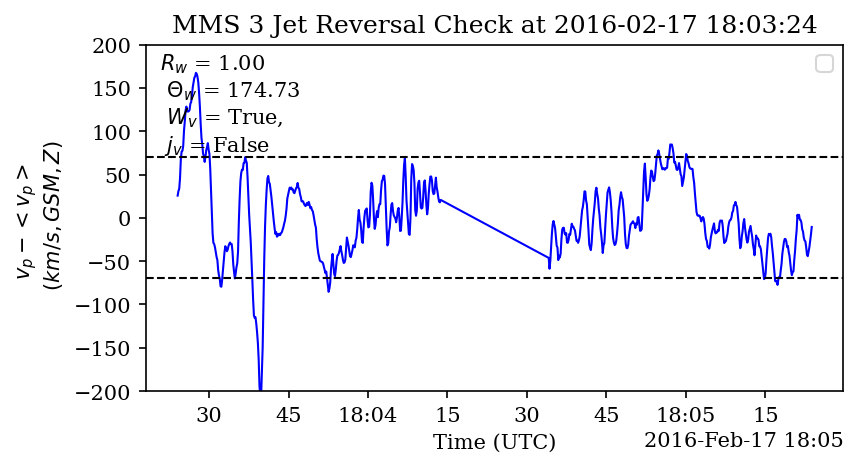 MMS 3 Jet Reversal Check at 2016-02-17 18:03:24
R_w = 1.00
Θ_w = 174.73
W_v = True,
j_v = False
v_p − < v_p >
(km/s, GSM, Z)
200
150
100
50
0
−50
−100
−150
−200
30 45 18:04 15 30 45 18:05 15
Time (UTC)
2016-Feb-17 18:05